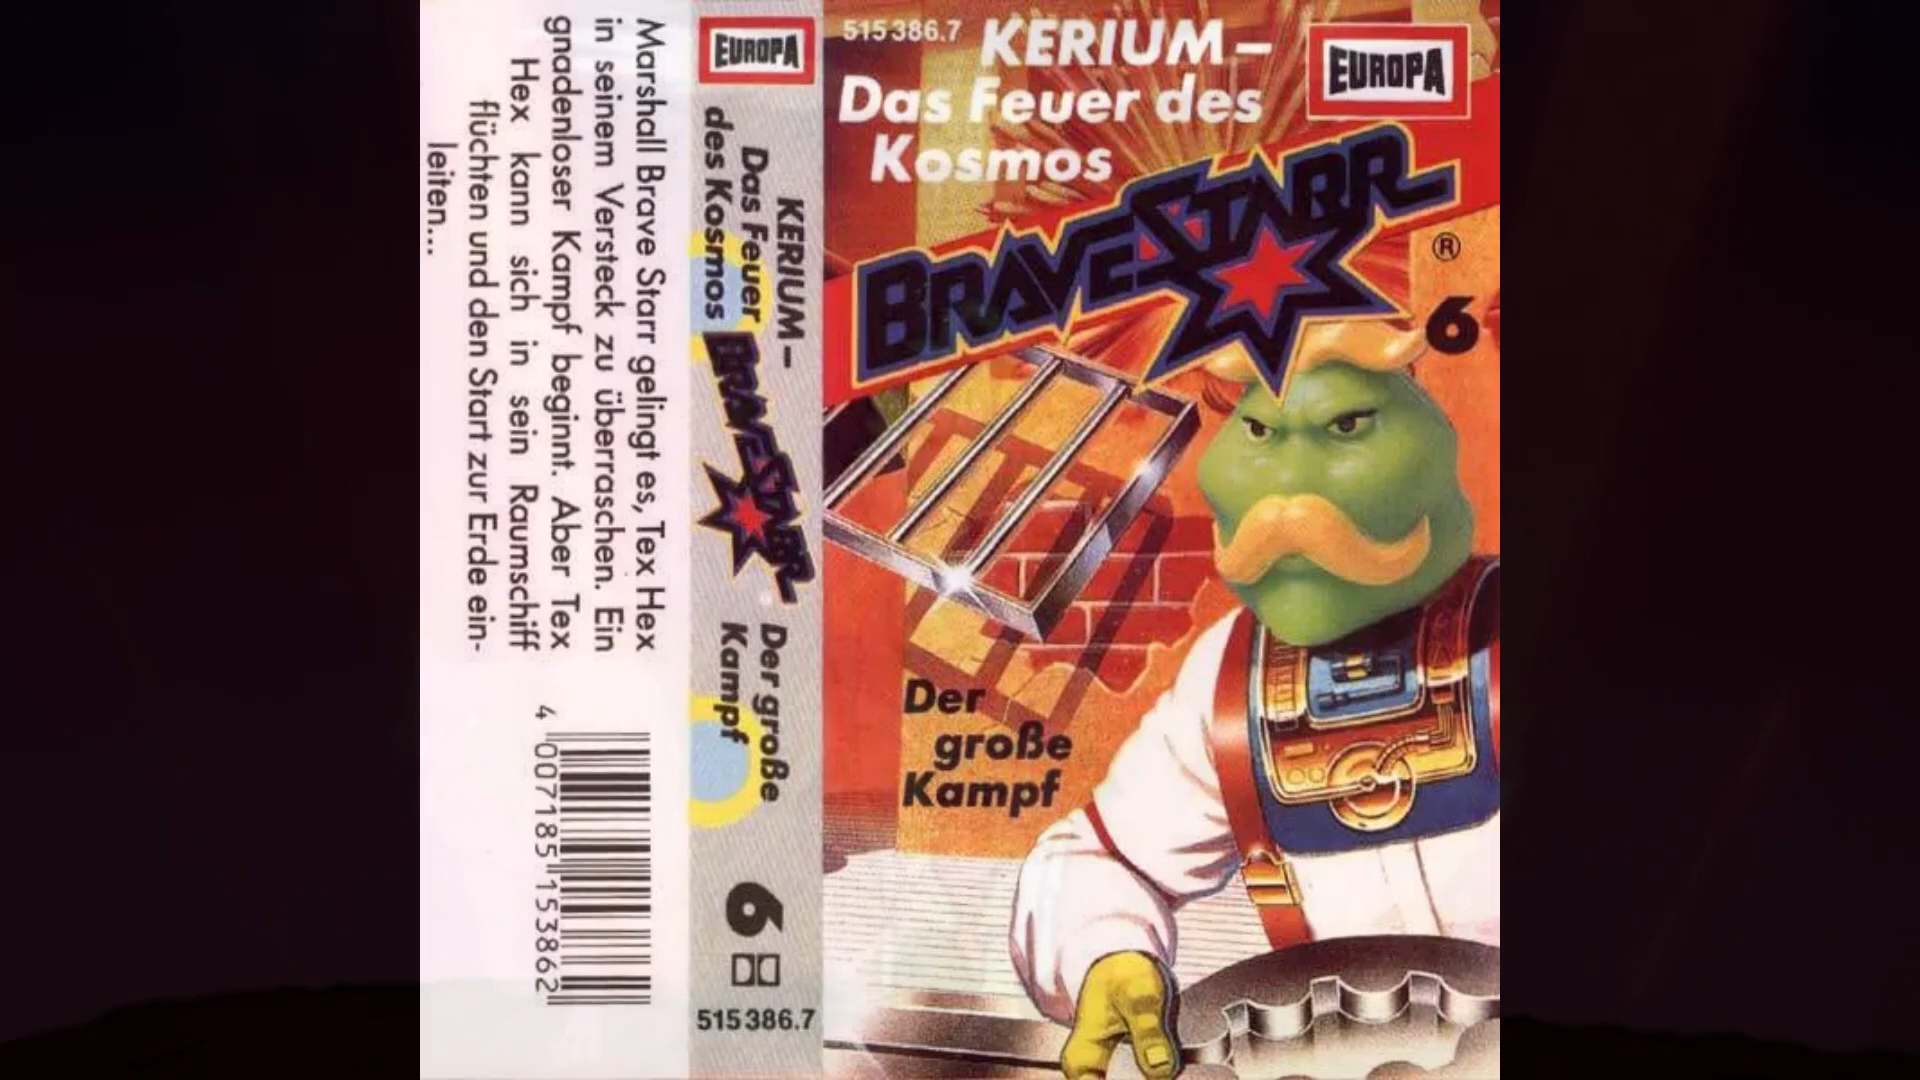 Marshall Brave Starr gelingt es, Tex Hex
in seinem Versteck zu überraschen. Ein
gnadenloser Kampf beginnt. Aber Tex
Hex kann sich in sein Raumschiff
flüchten und den Start zur Erde ein-
leiten...
4 007185 153862
EUROPA
KERIUM –
Das Feuer
des Kosmos
BRAVESTARR
Der große
Kampf
6
515 386.7
515 386.7
KERIUM –
Das Feuer des
Kosmos
EUROPA
BRAVESTARR
®
6
Der
große
Kampf